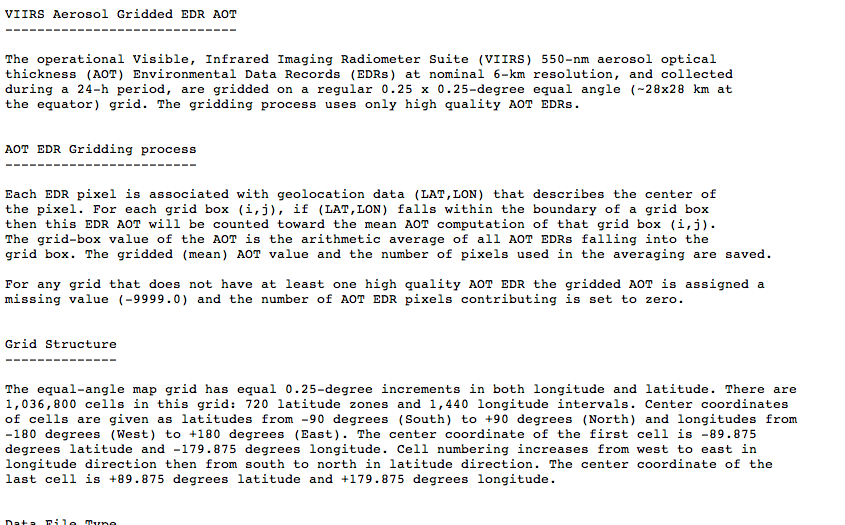 VIIRS Aerosol Gridded EDR AOT
-----------------------------
The operational Visible, Infrared Imaging Radiometer Suite (VIIRS) 550-nm aerosol optical
thickness (AOT) Environmental Data Records (EDRs) at nominal 6-km resolution, and collected
during a 24-h period, are gridded on a regular 0.25 x 0.25-degree equal angle (~28x28 km at
the equator) grid. The gridding process uses only high quality AOT EDRs.
AOT EDR Gridding process
------------------------
Each EDR pixel is associated with geolocation data (LAT,LON) that describes the center of
the pixel. For each grid box (i,j), if (LAT,LON) falls within the boundary of a grid box
then this EDR AOT will be counted toward the mean AOT computation of that grid box (i,j).
The grid-box value of the AOT is the arithmetic average of all AOT EDRs falling into the
grid box. The gridded (mean) AOT value and the number of pixels used in the averaging are saved.
For any grid that does not have at least one high quality AOT EDR the gridded AOT is assigned a
missing value (-9999.0) and the number of AOT EDR pixels contributing is set to zero.
Grid Structure
--------------
The equal-angle map grid has equal 0.25-degree increments in both longitude and latitude. There are
1,036,800 cells in this grid: 720 latitude zones and 1,440 longitude intervals. Center coordinates
of cells are given as latitudes from -90 degrees (South) to +90 degrees (North) and longitudes from
-180 degrees (West) to +180 degrees (East). The center coordinate of the first cell is -89.875
degrees latitude and -179.875 degrees longitude. Cell numbering increases from west to east in
longitude direction then from south to north in latitude direction. The center coordinate of the
last cell is +89.875 degrees latitude and +179.875 degrees longitude.
Data File Type